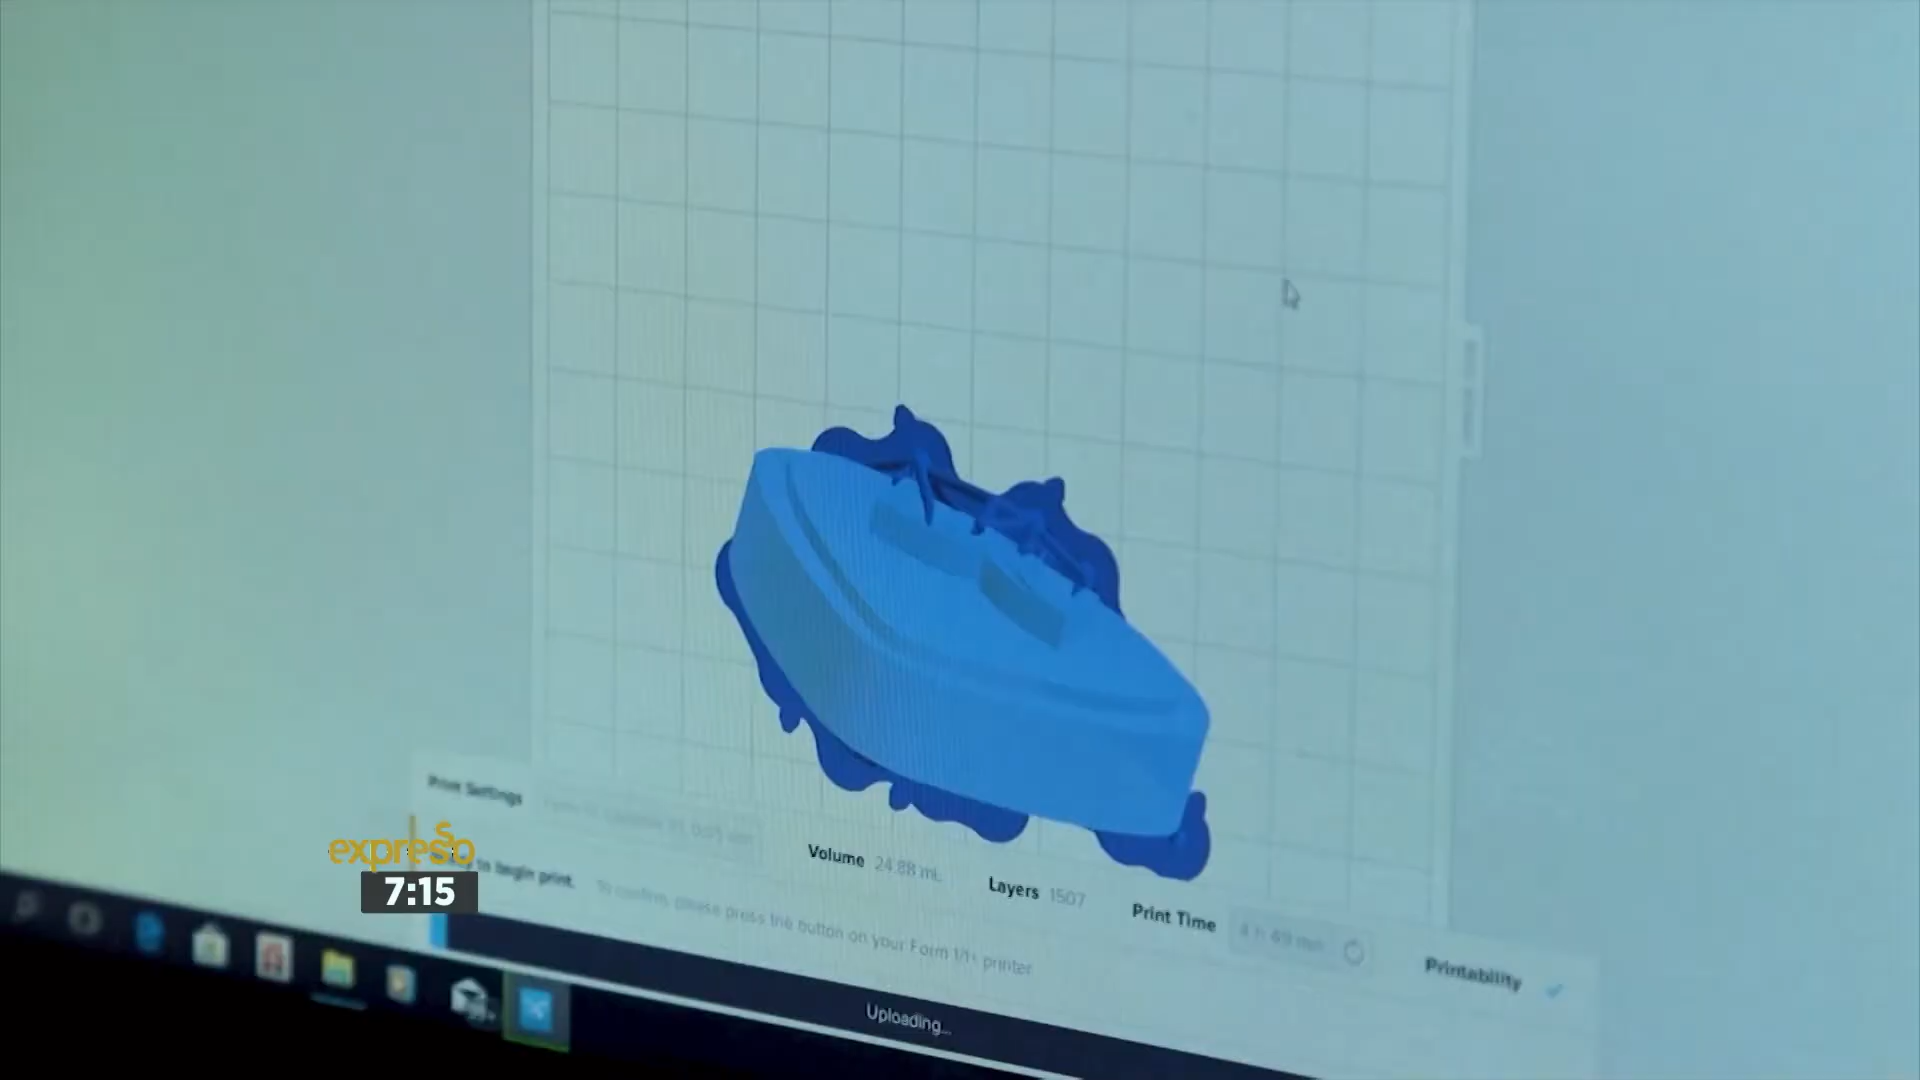 Print Settings
Volume 24.88 mL
Layers 1507
Print Time
Printability
to begin print.
To confirm, please press the button on your Form 1/1+ printer
Uploading...
expresso
7:15